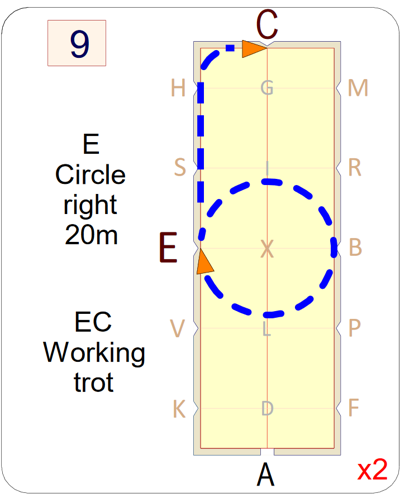 9
C
H G M
E
Circle
right
20m
S I R
E X B
EC
Working
trot
V L P
K D F
A
x2